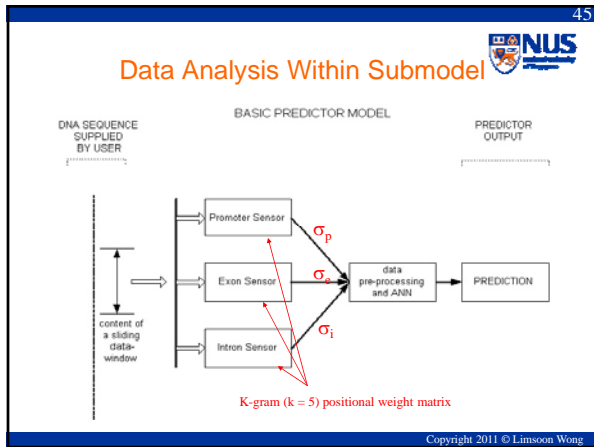 45
NUS
Data Analysis Within Submodel
BASIC PREDICTOR MODEL
DNA SEQUENCE
SUPPLIED
BY USER
PREDICTOR
OUTPUT
Promoter Sensor
σp
Exon Sensor
σe
data
pre-processing
and ANN
PREDICTION
content of
a sliding
data-
window
Intron Sensor
σi
K-gram (k = 5) positional weight matrix
Copyright 2011 © Limsoon Wong